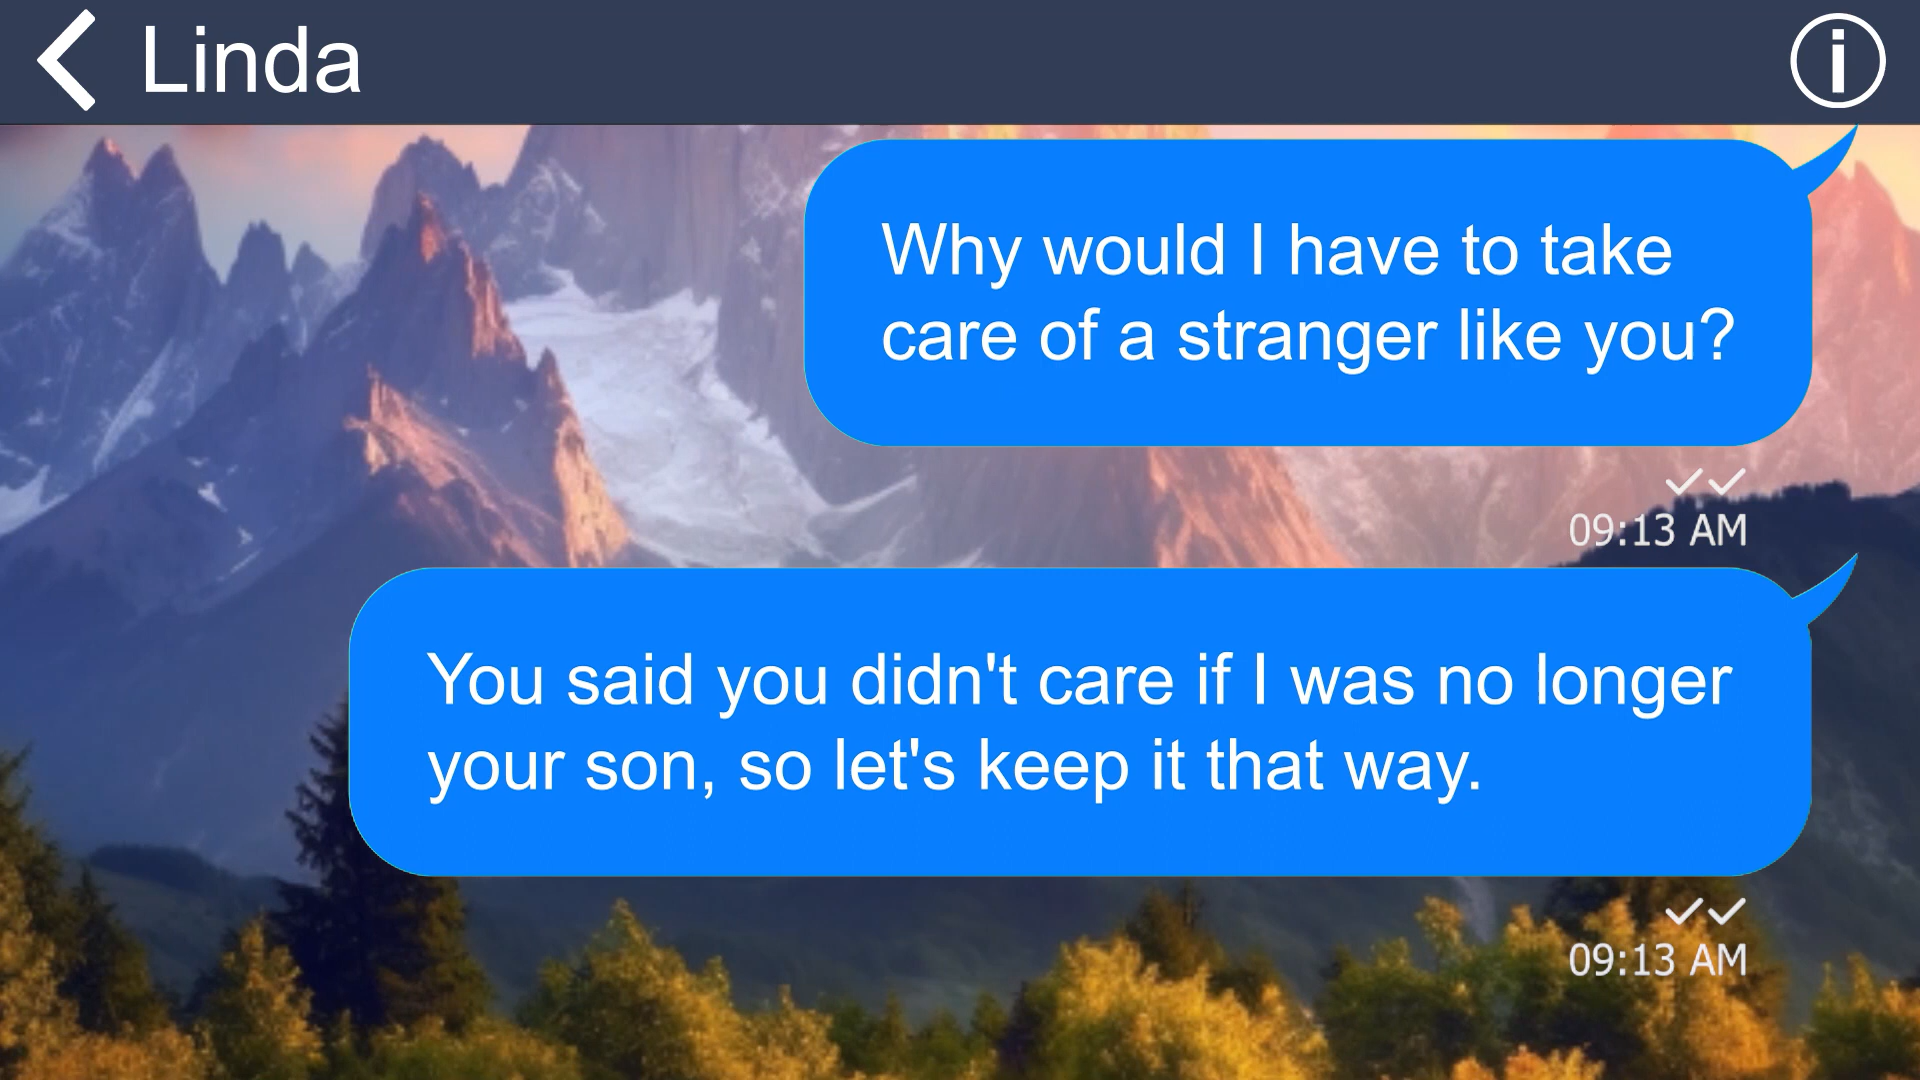 Linda
Why would I have to take
care of a stranger like you?
09:13 AM
You said you didn't care if I was no longer
your son, so let's keep it that way.
09:13 AM